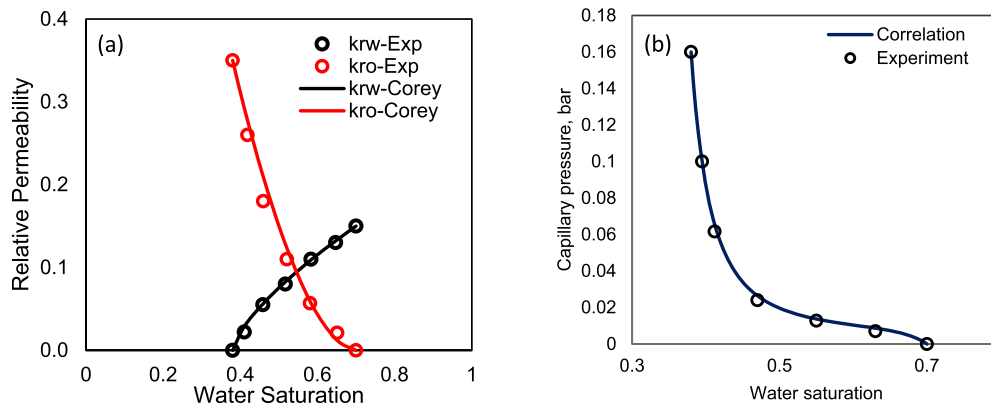 (a)
krw-Exp
kro-Exp
krw-Corey
kro-Corey
Relative Permeability
0.4
0.3
0.2
0.1
0.0
0
0.2
0.4
0.6
0.8
1
Water Saturation
(b)
Correlation
Experiment
Capillary pressure, bar
0.18
0.16
0.14
0.12
0.1
0.08
0.06
0.04
0.02
0
0.3
0.5
0.7
Water saturation